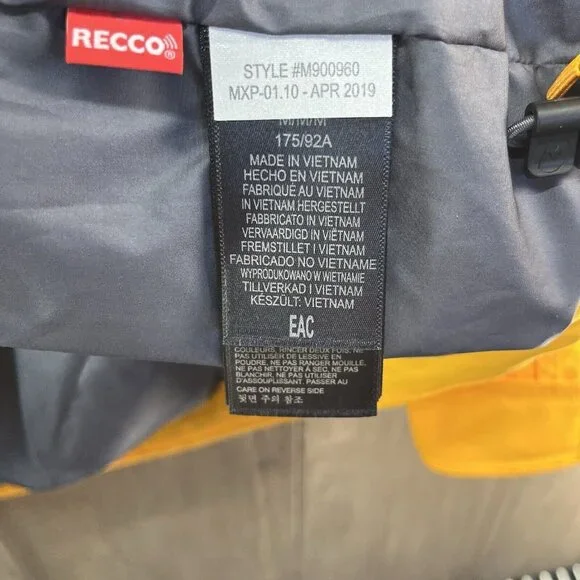 RECCO®
STYLE #M900960
MXP-01.10 - APR 2019
M/M/M
175/92A
MADE IN VIETNAM
HECHO EN VIETNAM
FABRIQUÉ AU VIETNAM
IN VIETNAM HERGESTELLT
FABBRICATO IN VIETNAM
VERVAARDIGD IN VIËTNAM
FREMSTILLET I VIETNAM
FABRICADO NO VIETNAME
WYPRODUKOWANO W WIETNAMIE
TILLVERKAD I VIETNAM
KÉSZÜLT: VIETNAM
EAC
COULEURS. RINCER DEUX FOIS. NE
PAS UTILISER DE LESSIVE EN
POUDRE. NE PAS RANGER MOUILLÉ.
NE PAS NETTOYER À SEC. NE PAS
BLANCHIR. NE PAS UTILISER
D'ASSOUPLISSANT. PASSER AU
CARE ON REVERSE SIDE
뒷면 주의 참조